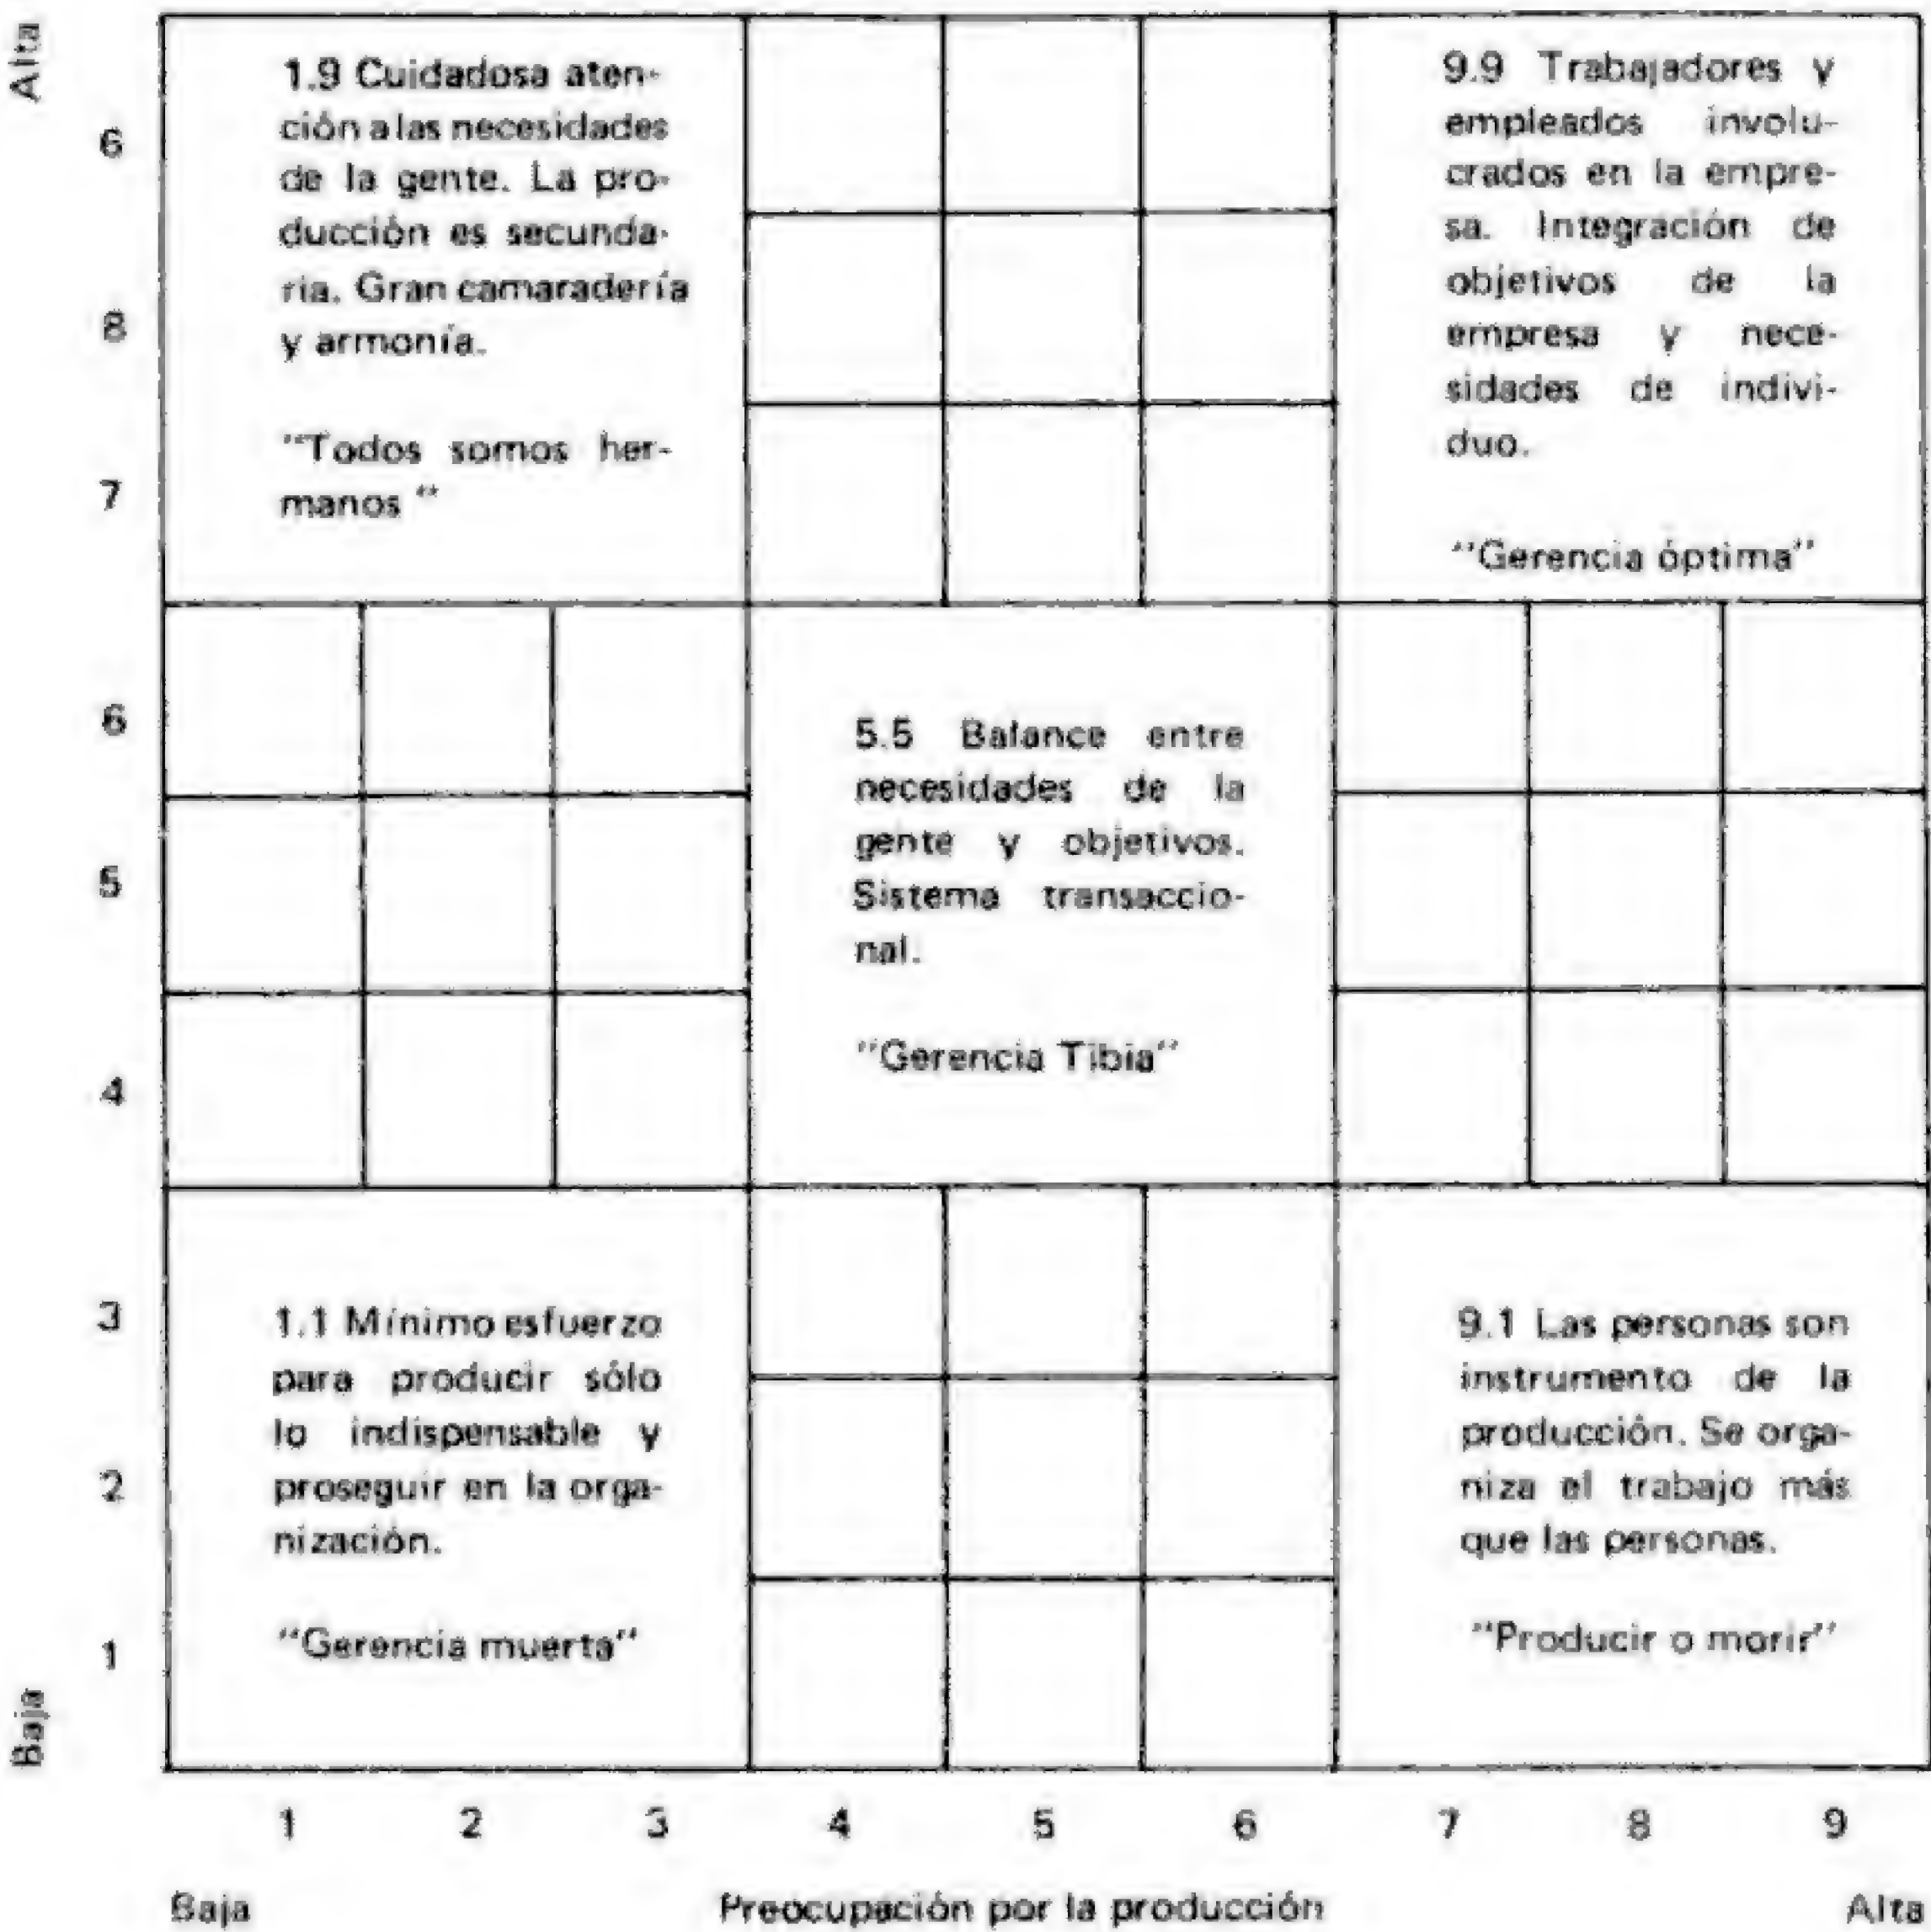 Alta
6
8
7
6
5
4
3
2
1
Baja
1.9 Cuidadosa aten-
ción a las necesidades
de la gente. La pro-
ducción es secunda-
ria. Gran camaradería
y armonía.
"Todos somos her-
manos"
9.9 Trabajadores y
empleados involu-
crados en la empre-
sa. Integración de
objetivos de la
empresa y nece-
sidades de indivi-
duo.
"Gerencia óptima"
5.5 Balance entre
necesidades de la
gente y objetivos.
Sistema transaccio-
nal.
"Gerencia Tibia"
1.1 Mínimo esfuerzo
para producir sólo
lo indispensable y
proseguir en la orga-
nización.
"Gerencia muerta"
9.1 Las personas son
instrumento de la
producción. Se orga-
niza el trabajo más
que las personas.
"Producir o morir"
1 2 3 4 5 6 7 8 9
Baja Preocupación por la producción Alta